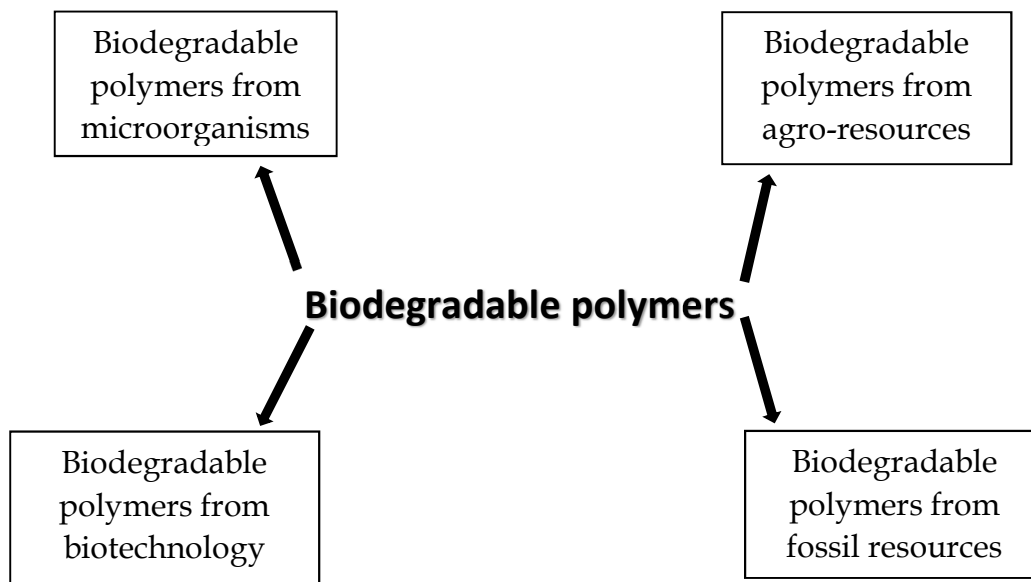 Biodegradable
polymers from
microorganisms
Biodegradable
polymers from
agro-resources
Biodegradable polymers
Biodegradable
polymers from
biotechnology
Biodegradable
polymers from
fossil resources